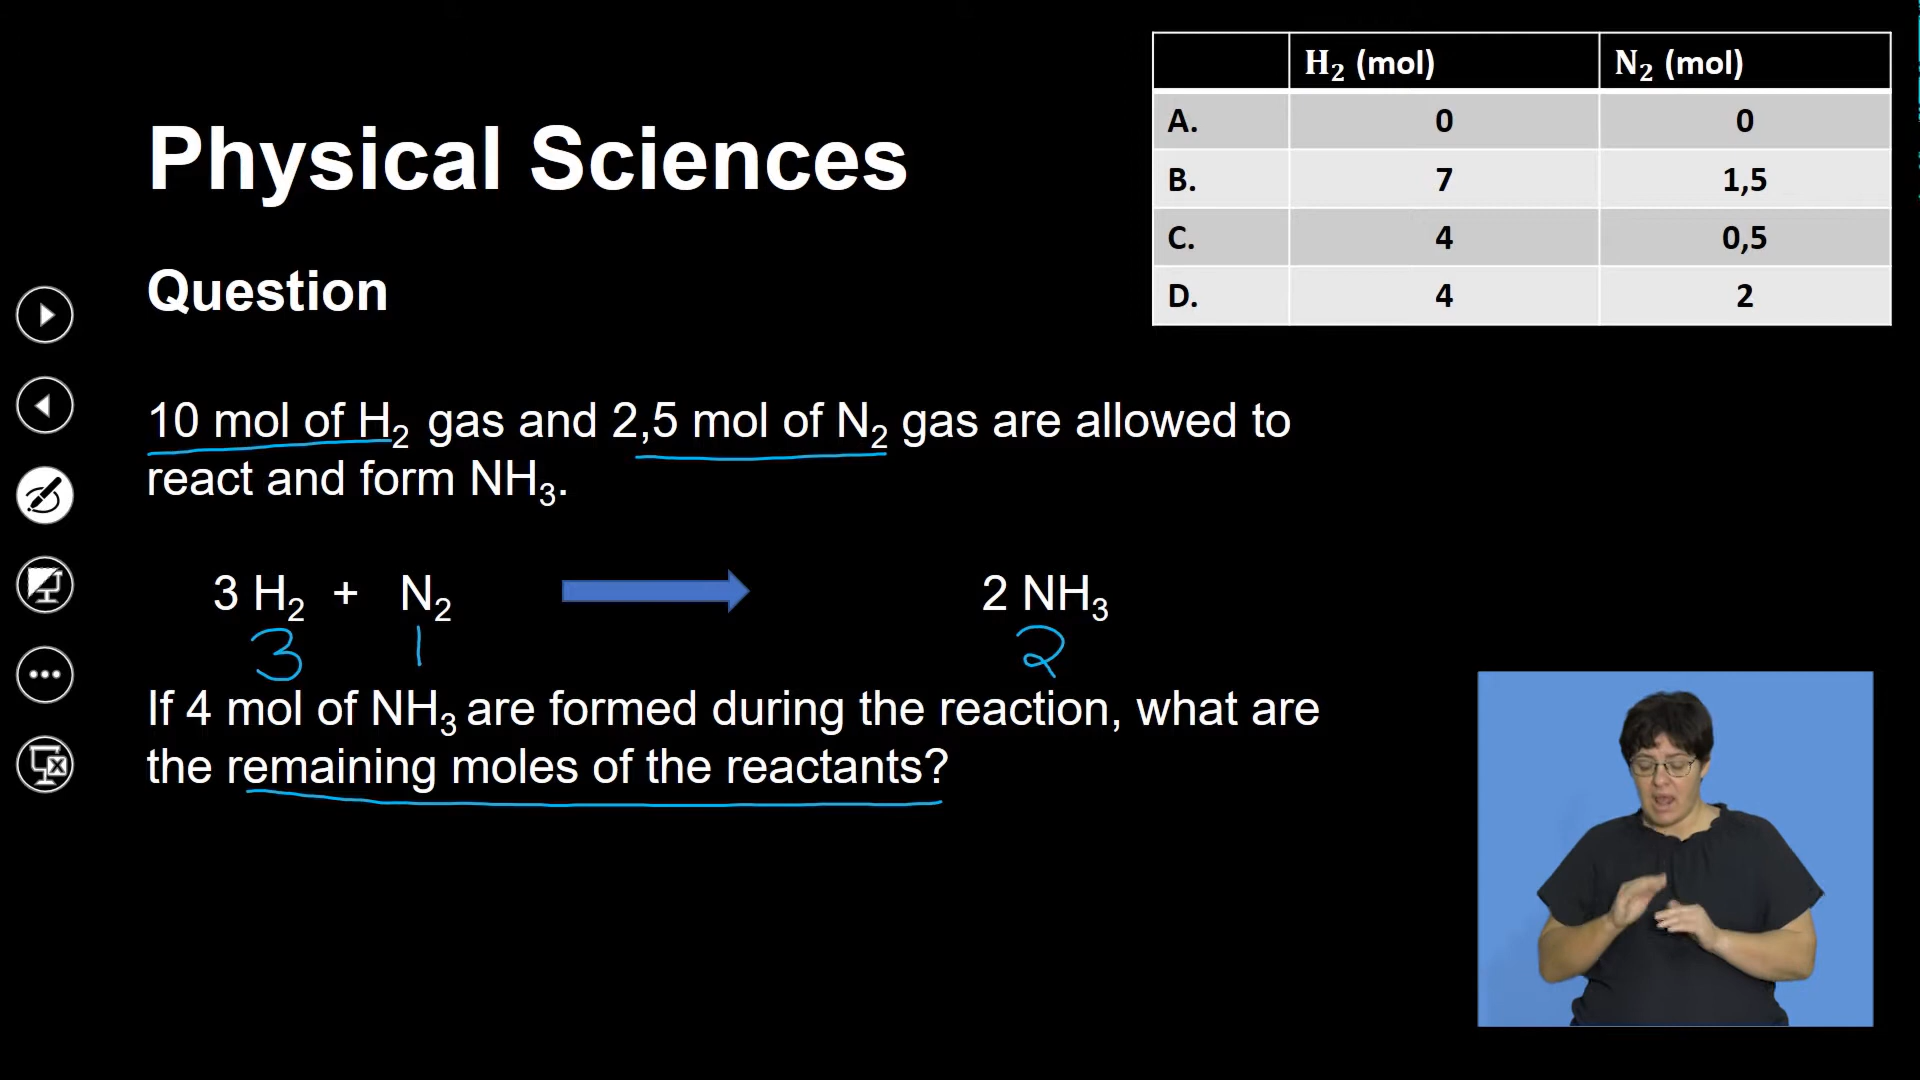 Physical Sciences
H₂ (mol) N₂ (mol)
A. 0 0
B. 7 1,5
C. 4 0,5
D. 4 2
Question
10 mol of H₂ gas and 2,5 mol of N₂ gas are allowed to
react and form NH₃.
3 H₂ + N₂ 2 NH₃
3 1 2
If 4 mol of NH₃ are formed during the reaction, what are
the remaining moles of the reactants?